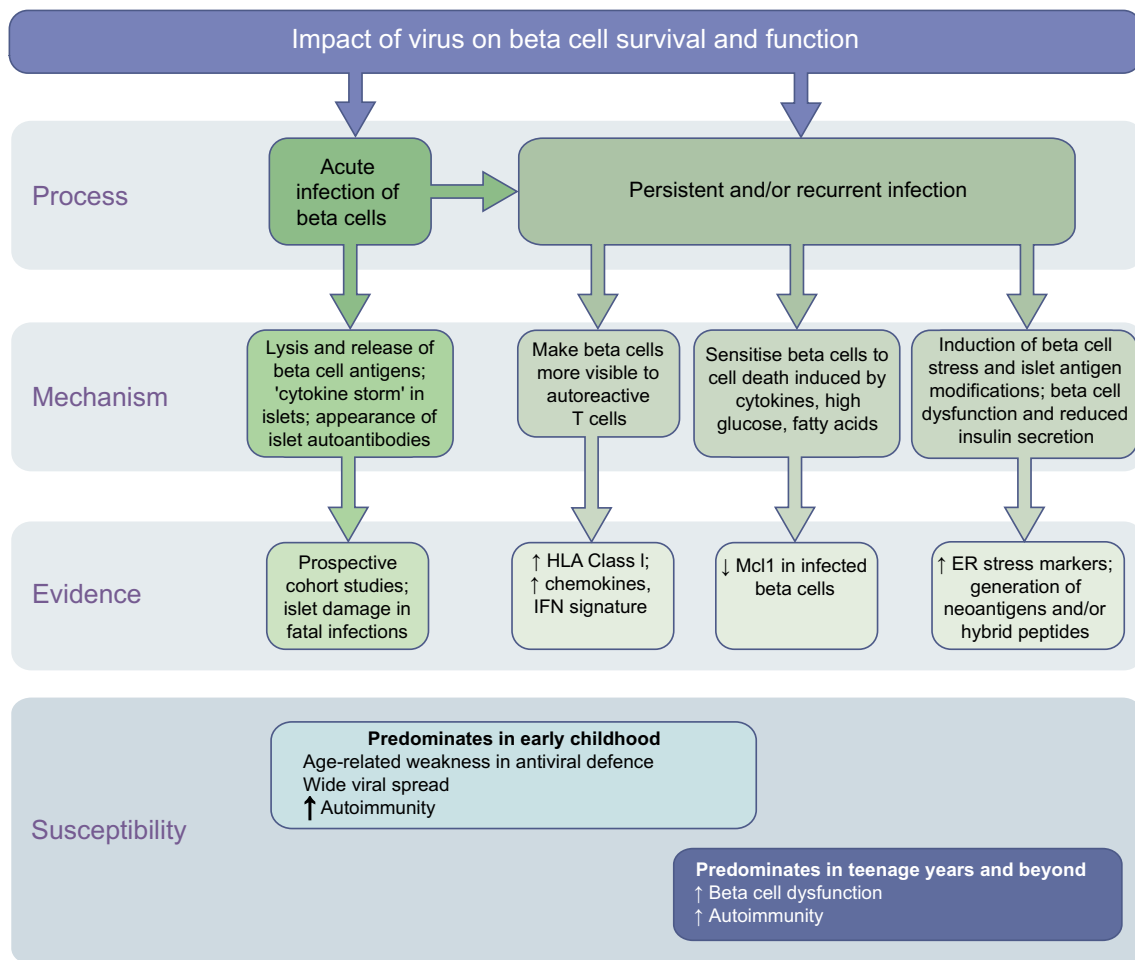 Impact of virus on beta cell survival and function
Process
Acute
infection of
beta cells
Persistent and/or recurrent infection
Mechanism
Lysis and release of
beta cell antigens;
'cytokine storm' in
islets; appearance of
islet autoantibodies
Make beta cells
more visible to
autoreactive
T cells
Sensitise beta cells to
cell death induced by
cytokines, high
glucose, fatty acids
Induction of beta cell
stress and islet antigen
modifications; beta cell
dysfunction and reduced
insulin secretion
Evidence
Prospective
cohort studies;
islet damage in
fatal infections
↑ HLA Class I;
↑ chemokines,
IFN signature
↓ Mcl1 in infected
beta cells
↑ ER stress markers;
generation of
neoantigens and/or
hybrid peptides
Susceptibility
Predominates in early childhood
Age-related weakness in antiviral defence
Wide viral spread
↑ Autoimmunity
Predominates in teenage years and beyond
↑ Beta cell dysfunction
↑ Autoimmunity